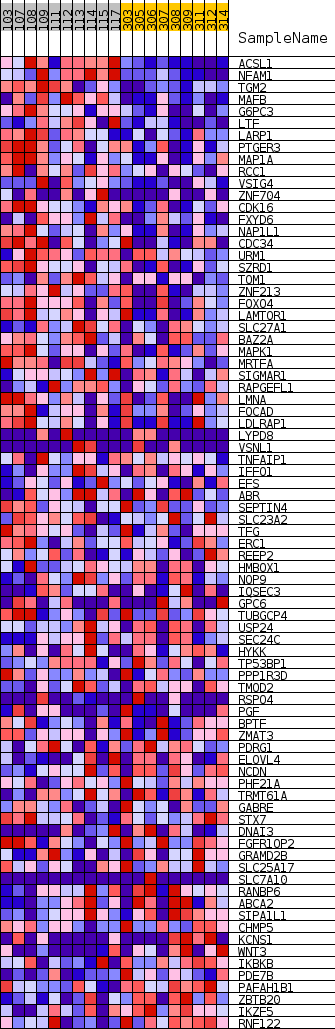 108 107 108 109 111 112 113 114 115 117 303 305 306 307 308 309 311 312 314
SampleName
ACSL1
NFAM1
TGM2
MAFB
G6PC3
LTF
LARP1
PTGER3
MAP1A
RCC1
VSIG4
ZNF704
CDK16
FXYD6
NAP1L1
CDC34
URM1
SZRD1
TOM1
ZNF213
FOXO4
LAMTOR1
SLC27A1
BAZ2A
MAPK1
MRTFA
SIGMAR1
RAPGEFL1
LMNA
FOCAD
LDLRAP1
LYPD8
VSNL1
TNFAIP1
IFFO1
EFS
ABR
SEPTIN4
SLC23A2
TFG
ERC1
REEP2
HMBOX1
NOP9
IQSEC3
GPC6
TUBGCP4
USP24
SEC24C
HYKK
TP53BP1
PPP1R3D
TMOD2
RSPO4
PGF
BPTF
ZMAT3
PDRG1
ELOVL4
NCDN
PHF21A
TRMT61A
GABRE
STX7
DNAI3
FGFR1OP2
GRAMD2B
SLC25A17
SLC7A10
RANBP6
ABCA2
SIPA1L1
CHMP5
KCNS1
WNT3
IKBKB
PDE7B
PAFAH1B1
ZBTB20
IKZF5
RNF122